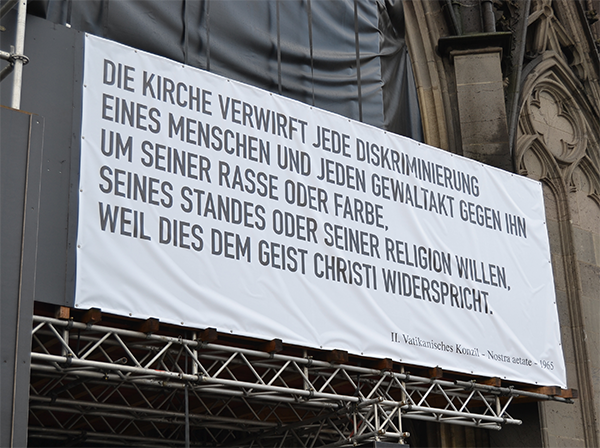 DIE KIRCHE VERWIRFT JEDE DISKRIMINIERUNG
EINES MENSCHEN UND JEDEN GEWALTAKT GEGEN IHN
UM SEINER RASSE ODER FARBE,
SEINES STANDES ODER SEINER RELIGION WILLEN,
WEIL DIES DEM GEIST CHRISTI WIDERSPRICHT.
II. Vatikanisches Konzil - Nostra aetate - 1965